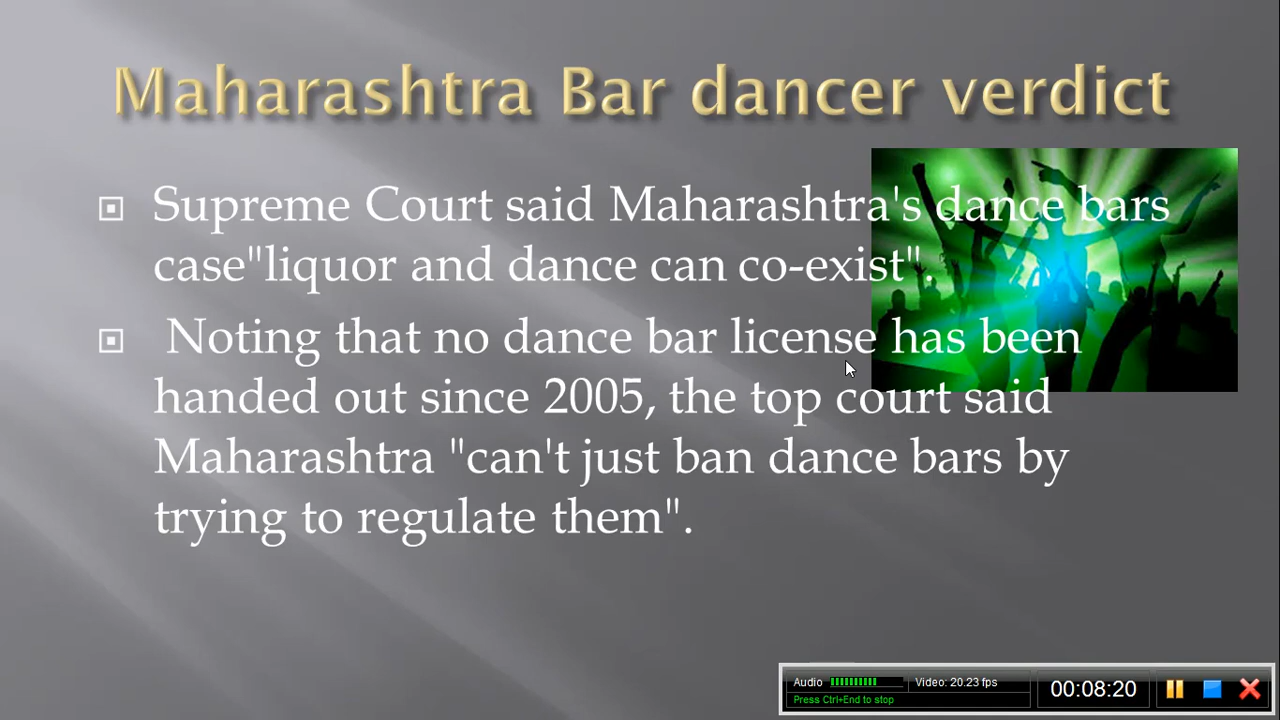 Maharashtra Bar dancer verdict
Supreme Court said Maharashtra's dance bars
case"liquor and dance can co-exist".
Noting that no dance bar license has been
handed out since 2005, the top court said
Maharashtra "can't just ban dance bars by
trying to regulate them".
Audio Video: 20.23 fps 00:08:20
Press Ctrl+End to stop